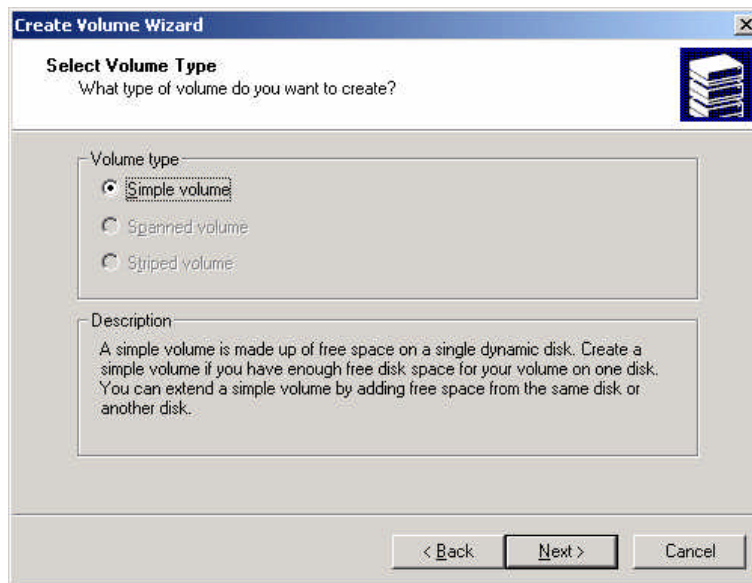 Create Volume Wizard
Select Volume Type
What type of volume do you want to create?
Volume type
Simple volume
Spanned volume
Striped volume
Description
A simple volume is made up of free space on a single dynamic disk. Create a
simple volume if you have enough free disk space for your volume on one disk.
You can extend a simple volume by adding free space from the same disk or
another disk.
< Back
Next >
Cancel